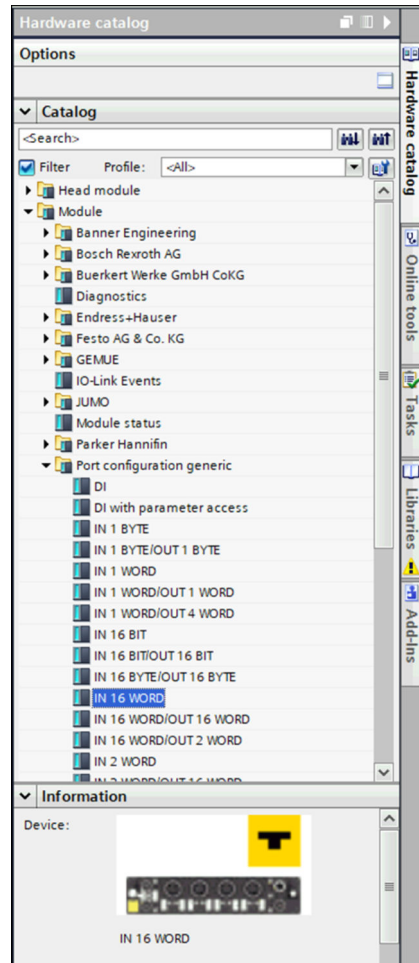 Hardware catalog
Options
Catalog
<Search>
Filter Profile: <All>
Head module
Module
Banner Engineering
Bosch Rexroth AG
Buerkert Werke GmbH CoKG
Diagnostics
Endress+Hauser
Festo AG & Co. KG
GEMUE
IO-Link Events
JUMO
Module status
Parker Hannifin
Port configuration generic
DI
DI with parameter access
IN 1 BYTE
IN 1 BYTE/OUT 1 BYTE
IN 1 WORD
IN 1 WORD/OUT 1 WORD
IN 1 WORD/OUT 4 WORD
IN 16 BIT
IN 16 BIT/OUT 16 BIT
IN 16 BYTE/OUT 16 BYTE
IN 16 WORD
IN 16 WORD/OUT 16 WORD
IN 16 WORD/OUT 2 WORD
IN 2 WORD
IN 2 WORD/OUT 16 WORD
Information
Device:
IN 16 WORD
Hardware catalog
Online tools
Tasks
Libraries
Add-Ins